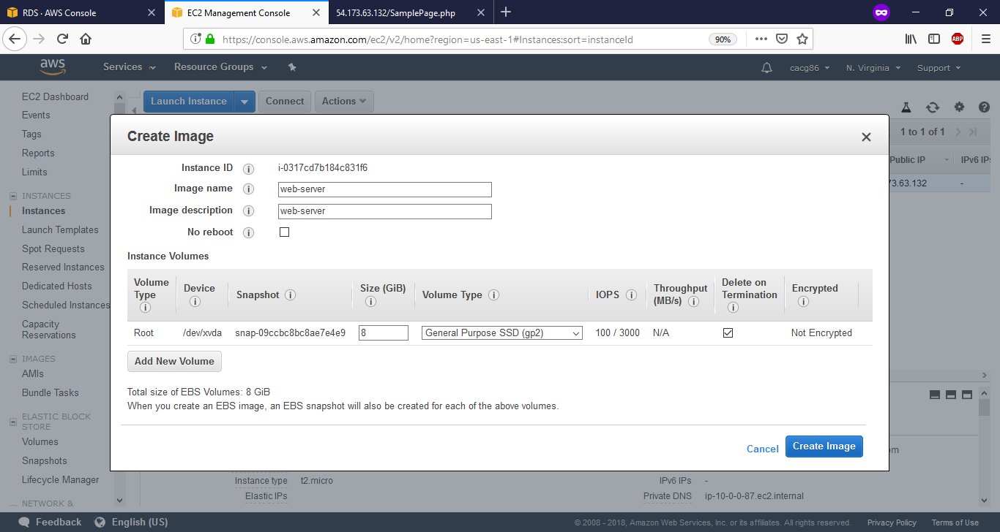 RDS · AWS Console
EC2 Management Console
54.173.63.132/SamplePage.php
https://console.aws.amazon.com/ec2/v2/home?region=us-east-1#Instances:sort=instanceId
90%
ABP
aws
Services
Resource Groups
cacg86
N. Virginia
Support
EC2 Dashboard
Events
Tags
Reports
Limits
INSTANCES
Instances
Launch Templates
Spot Requests
Reserved Instances
Dedicated Hosts
Scheduled Instances
Capacity
Reservations
IMAGES
AMIs
Bundle Tasks
ELASTIC BLOCK
STORE
Volumes
Snapshots
Lifecycle Manager
NETWORK &
Launch Instance
Connect
Actions
1 to 1 of 1
Public IP
IPv6 IPs
73.63.132
-
Create Image
Instance ID
i-0317cd7b184c831f6
Image name
web-server
Image description
web-server
No reboot
Instance Volumes
Volume
Type
Device
Snapshot
Size (GiB)
Volume Type
IOPS
Throughput
(MB/s)
Delete on
Termination
Encrypted
Root
/dev/xvda
snap-09ccbc8bc8ae7e4e9
8
General Purpose SSD (gp2)
100 / 3000
N/A
Not Encrypted
Add New Volume
Total size of EBS Volumes: 8 GiB
When you create an EBS image, an EBS snapshot will also be created for each of the above volumes.
Cancel
Create Image
om
Instance type
t2.micro
IPv6 IPs
-
Elastic IPs
Private DNS
ip-10-0-0-87.ec2.internal
Feedback
English (US)
© 2008 - 2018, Amazon Web Services, Inc. or its affiliates. All rights reserved.
Privacy Policy
Terms of Use